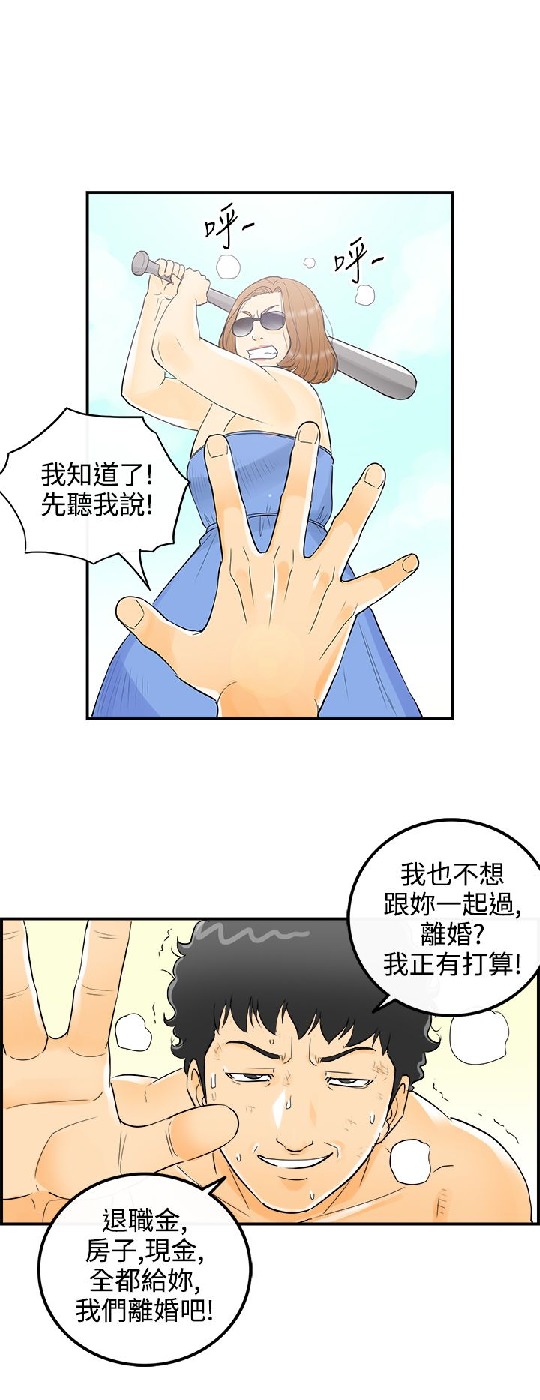 呼~
呼~
我知道了!
先聽我說!
我也不想
跟妳一起過,
離婚?
我正有打算!
退職金,
房子,現金,
全都給妳,
我們離婚吧!